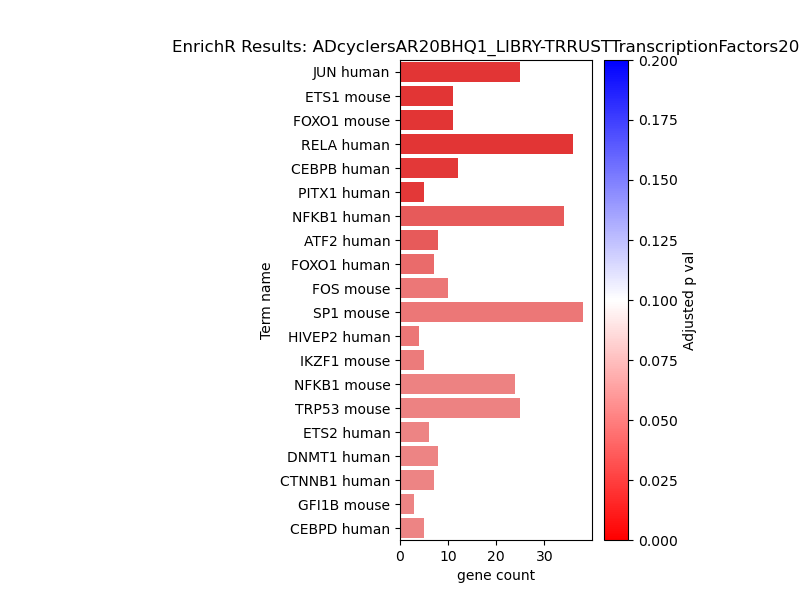 EnrichR Results: ADcyclersAR20BHQ1_LIBRY-TRRUSTTranscriptionFactors20
JUN human
ETS1 mouse
FOXO1 mouse
RELA human
CEBPB human
PITX1 human
NFKB1 human
ATF2 human
FOXO1 human
FOS mouse
SP1 mouse
HIVEP2 human
IKZF1 mouse
NFKB1 mouse
TRP53 mouse
ETS2 human
DNMT1 human
CTNNB1 human
GFI1B mouse
CEBPD human
Term name
0 10 20 30
gene count
0.200
0.175
0.150
0.125
0.100
0.075
0.050
0.025
0.000
Adjusted p val